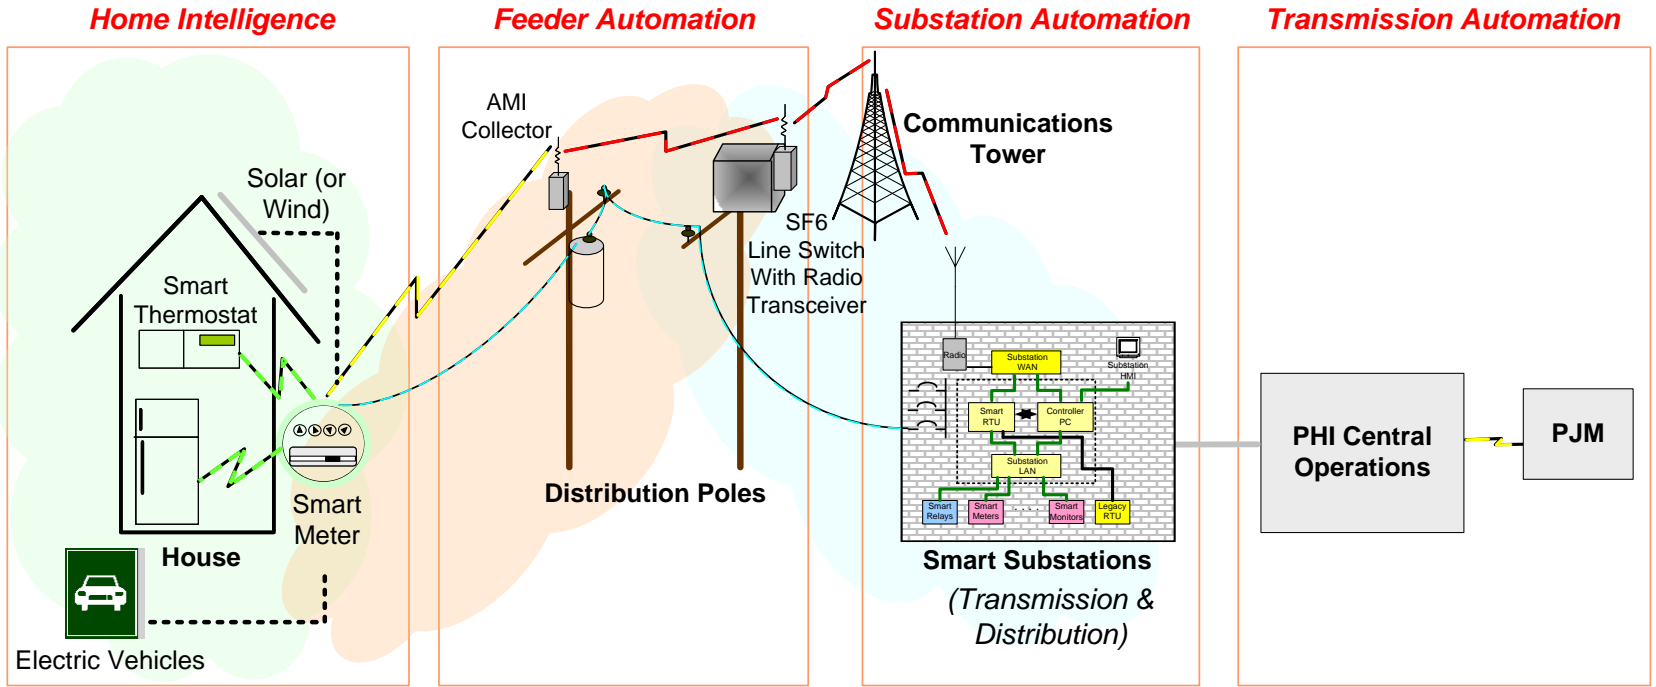 Home Intelligence
Feeder Automation
Substation Automation
Transmission Automation
Solar (or
Wind)
Smart
Thermostat
Smart
Meter
House
Electric Vehicles
AMI
Collector
SF6
Line Switch
With Radio
Transceiver
Distribution Poles
Communications
Tower
Radio
Substation
WAN
Substation
HMI
Smart
RTU
Controller
PC
Substation
LAN
Smart
Relays
Smart
Meters
. . . .
Smart
Monitors
Legacy
RTU
Smart Substations
(Transmission &
Distribution)
PHI Central
Operations
PJM